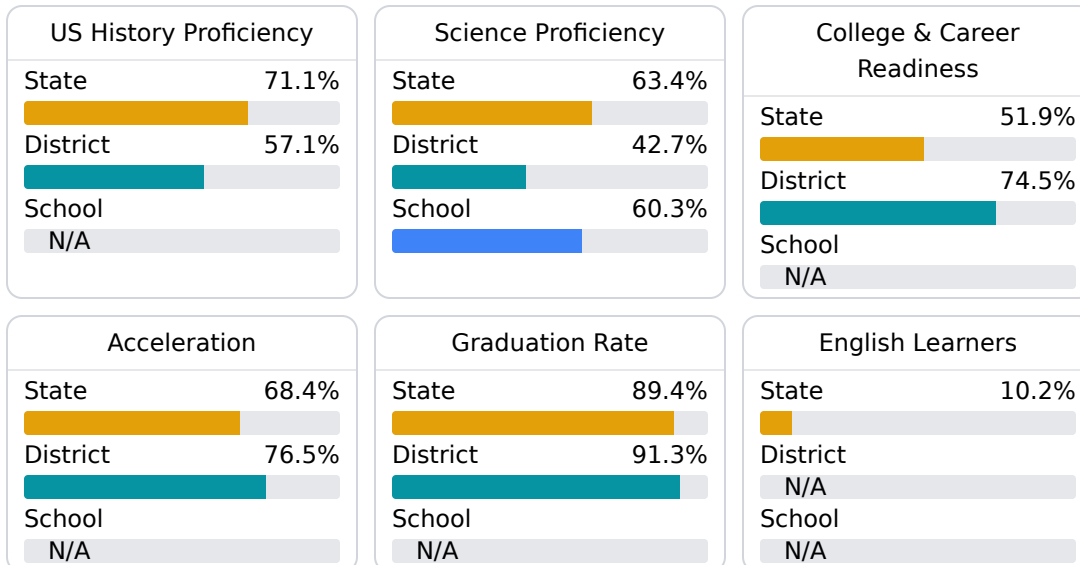 US History Proficiency
State 71.1%
District 57.1%
School
N/A
Science Proficiency
State 63.4%
District 42.7%
School 60.3%
College & Career
Readiness
State 51.9%
District 74.5%
School
N/A
Acceleration
State 68.4%
District 76.5%
School
N/A
Graduation Rate
State 89.4%
District 91.3%
School
N/A
English Learners
State 10.2%
District
N/A
School
N/A